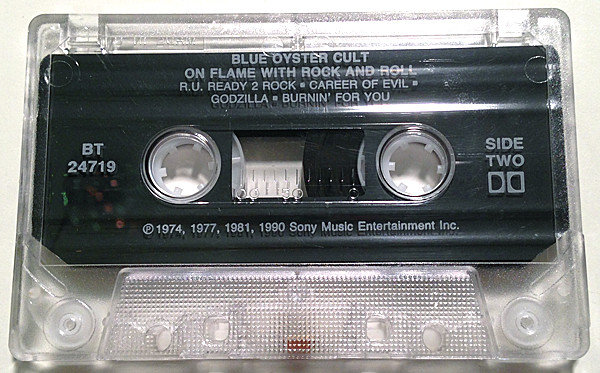 BLUE OYSTER CULT
ON FLAME WITH ROCK AND ROLL
R.U. READY 2 ROCK ▪ CAREER OF EVIL ▪
GODZILLA ▪ BURNIN' FOR YOU
BT
24719
SIDE
TWO
℗ 1974, 1977, 1981, 1990 Sony Music Entertainment Inc.